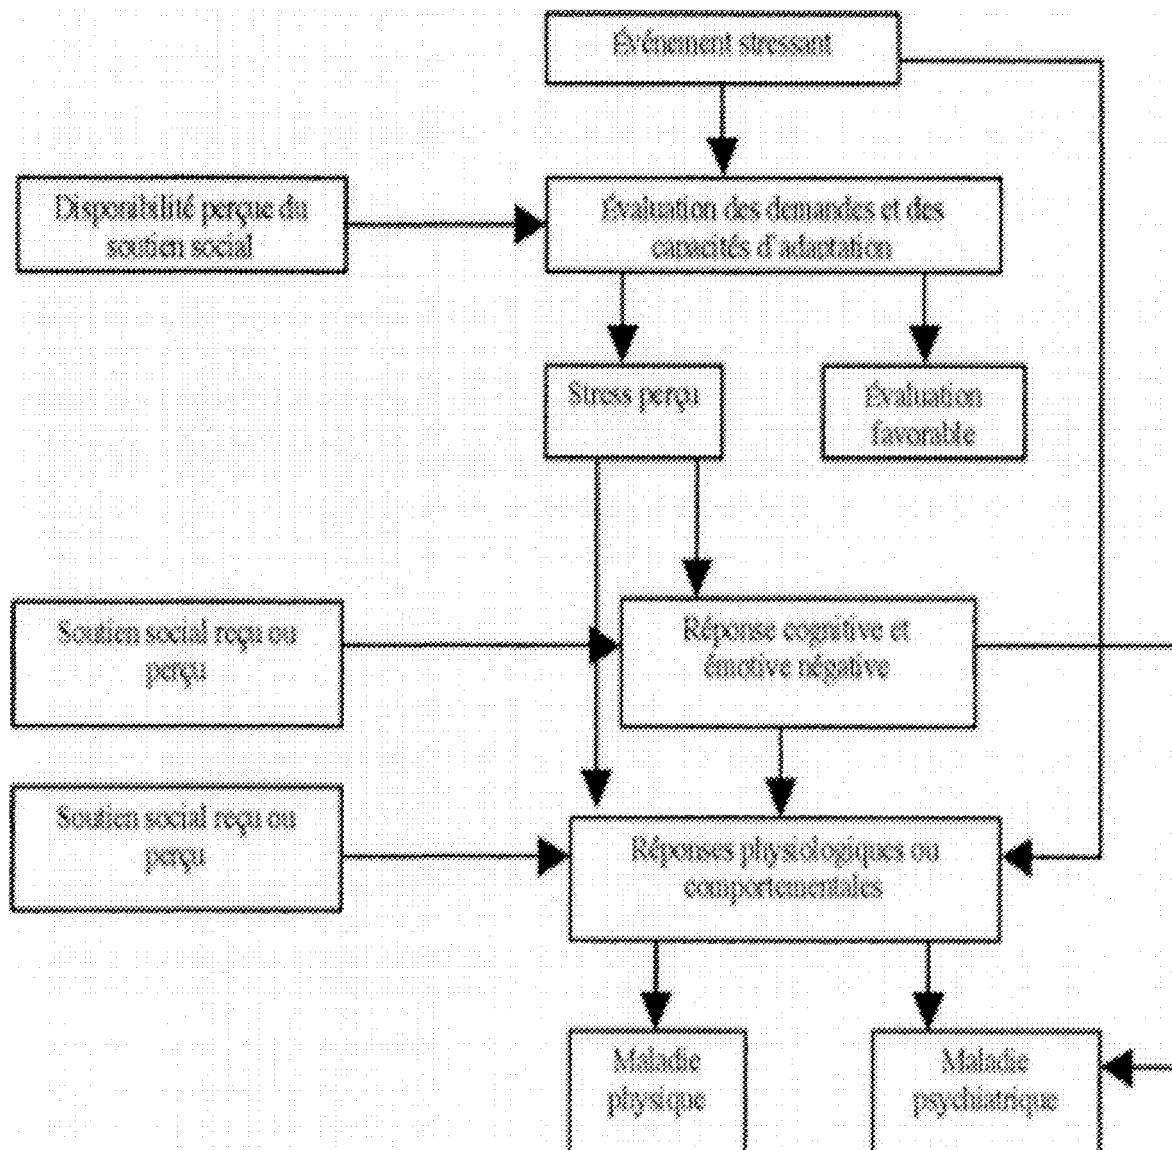 Événement stressant
Disponibilité perçue du
soutien social
Évaluation des demandes et des
capacités d'adaptation
Stress perçu
Évaluation
favorable
Soutien social reçu ou
perçu
Réponse cognitive et
émotive négative
Soutien social reçu ou
perçu
Réponses physiologiques ou
comportementales
Maladie
physique
Maladie
psychiatrique